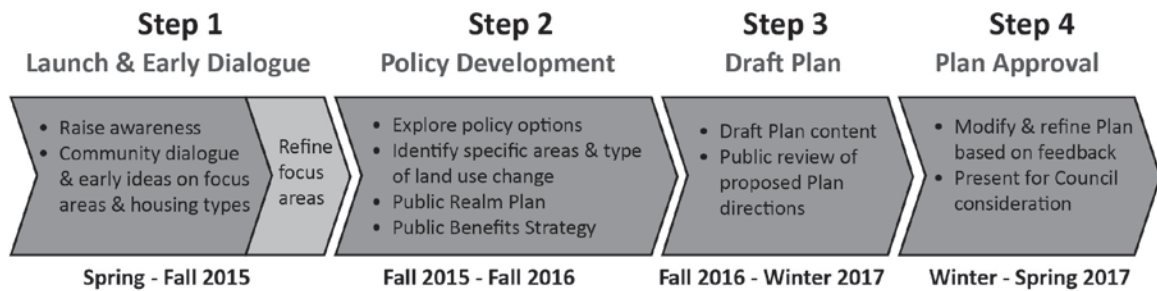 Step 1
Launch & Early Dialogue
• Raise awareness
• Community dialogue
& early ideas on focus
areas & housing types
Refine
focus
areas
Spring - Fall 2015
Step 2
Policy Development
• Explore policy options
• Identify specific areas & type
of land use change
• Public Realm Plan
• Public Benefits Strategy
Fall 2015 - Fall 2016
Step 3
Draft Plan
• Draft Plan content
• Public review of
proposed Plan
directions
Fall 2016 - Winter 2017
Step 4
Plan Approval
• Modify & refine Plan
based on feedback
• Present for Council
consideration
Winter - Spring 2017